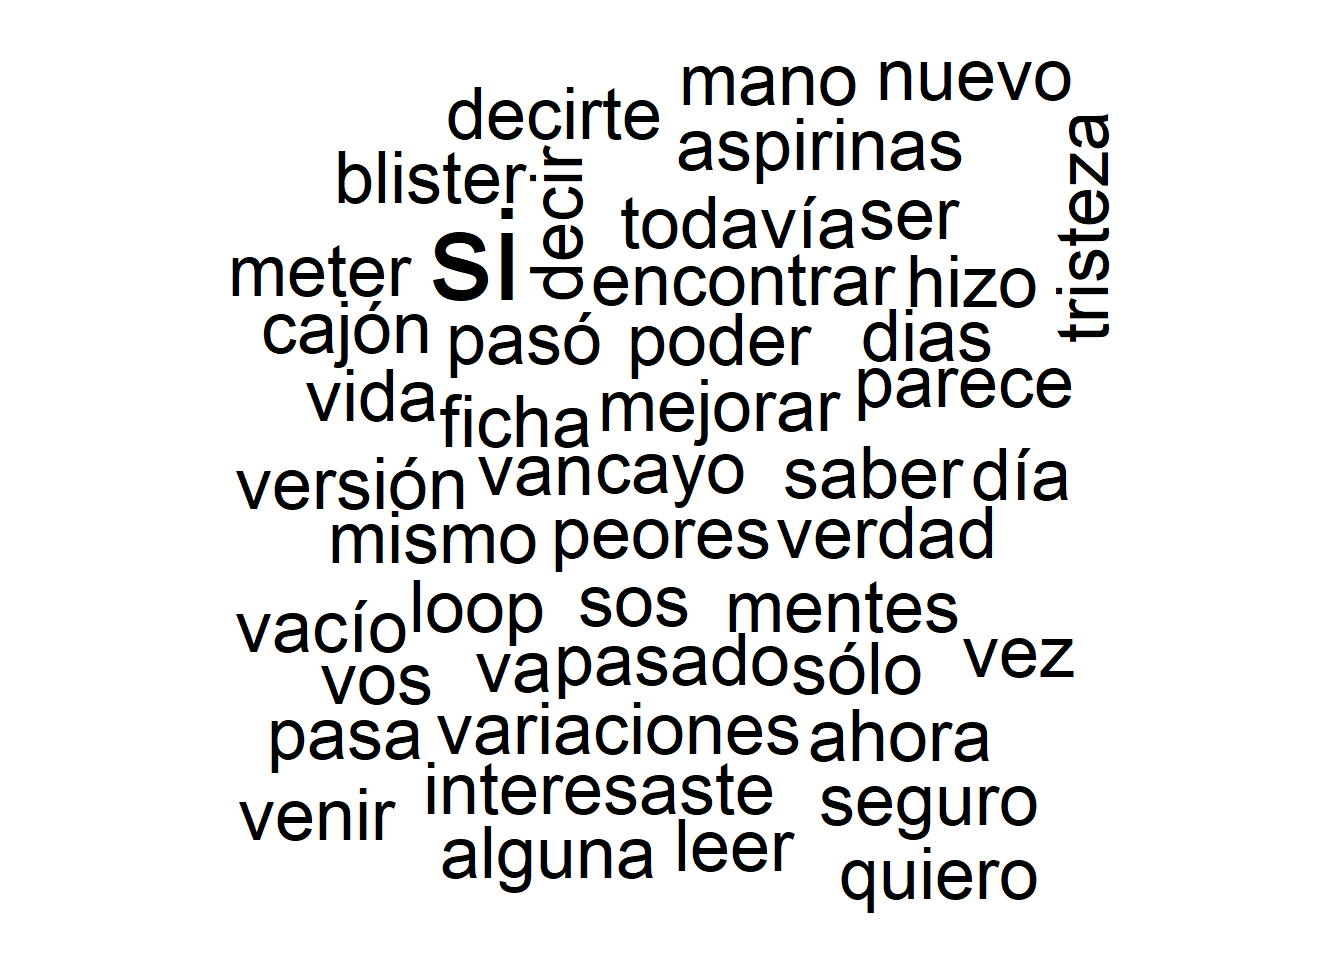 mano nuevo
decirte
aspirinas
tristeza
blister
decir
todavía ser
meter si
encontrar hizo
cajón pasó poder dias
vida ficha mejorar parece
versión van cayo saber día
mismo peores verdad
vacío loop sos mentes
vos va pasado sólo vez
pasa variaciones ahora
venir interesaste seguro
alguna leer quiero